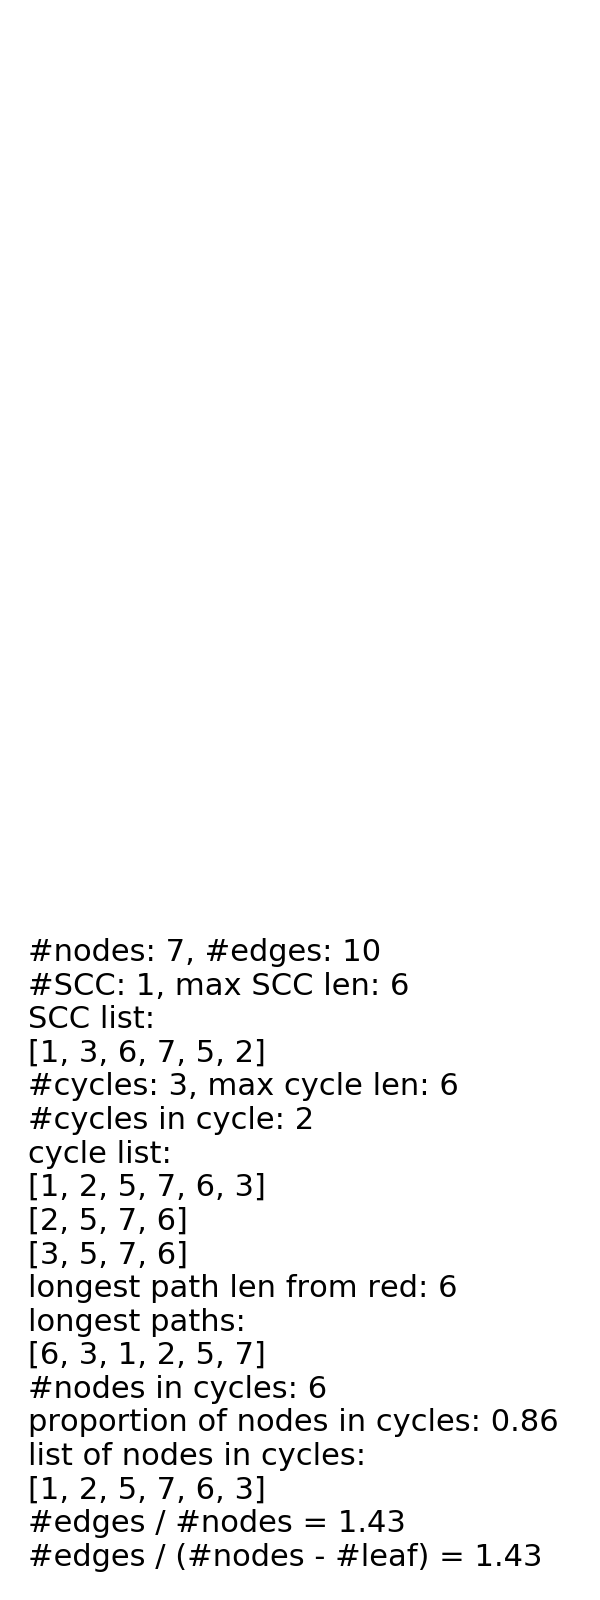 #nodes: 7, #edges: 10
#SCC: 1, max SCC len: 6
SCC list:
[1, 3, 6, 7, 5, 2]
#cycles: 3, max cycle len: 6
#cycles in cycle: 2
cycle list:
[1, 2, 5, 7, 6, 3]
[2, 5, 7, 6]
[3, 5, 7, 6]
longest path len from red: 6
longest paths:
[6, 3, 1, 2, 5, 7]
#nodes in cycles: 6
proportion of nodes in cycles: 0.86
list of nodes in cycles:
[1, 2, 5, 7, 6, 3]
#edges / #nodes = 1.43
#edges / (#nodes - #leaf) = 1.43